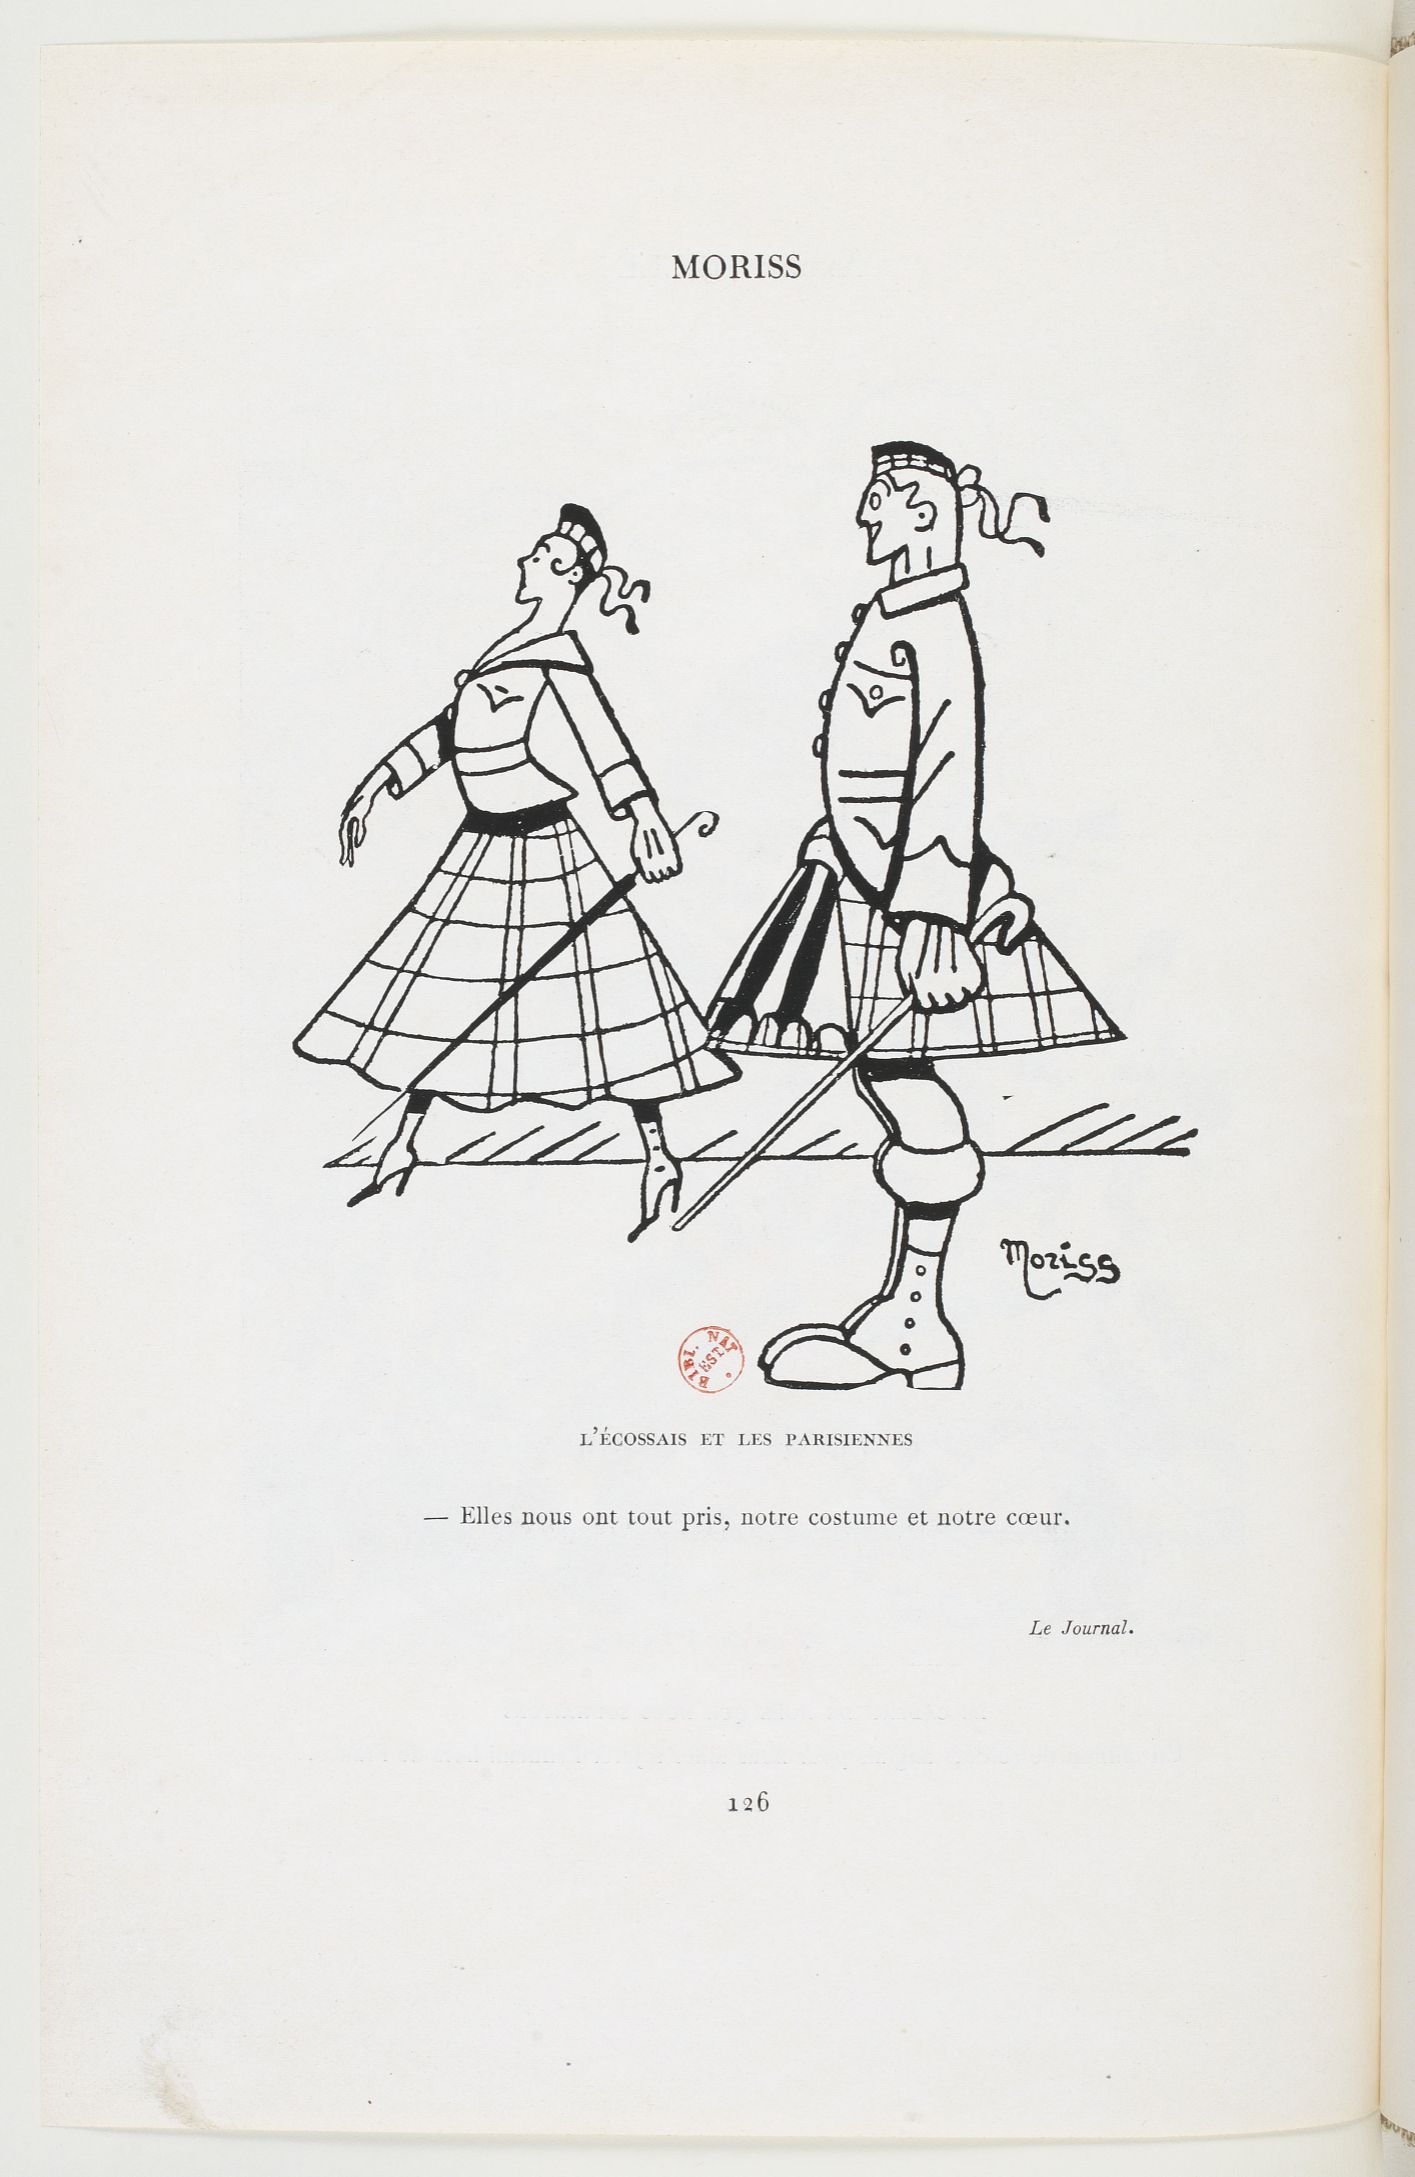 MORISS
Moriss
BIBL. NAT
EST.
L'ÉCOSSAIS ET LES PARISIENNES
— Elles nous ont tout pris, notre costume et notre cœur.
Le Journal.
126